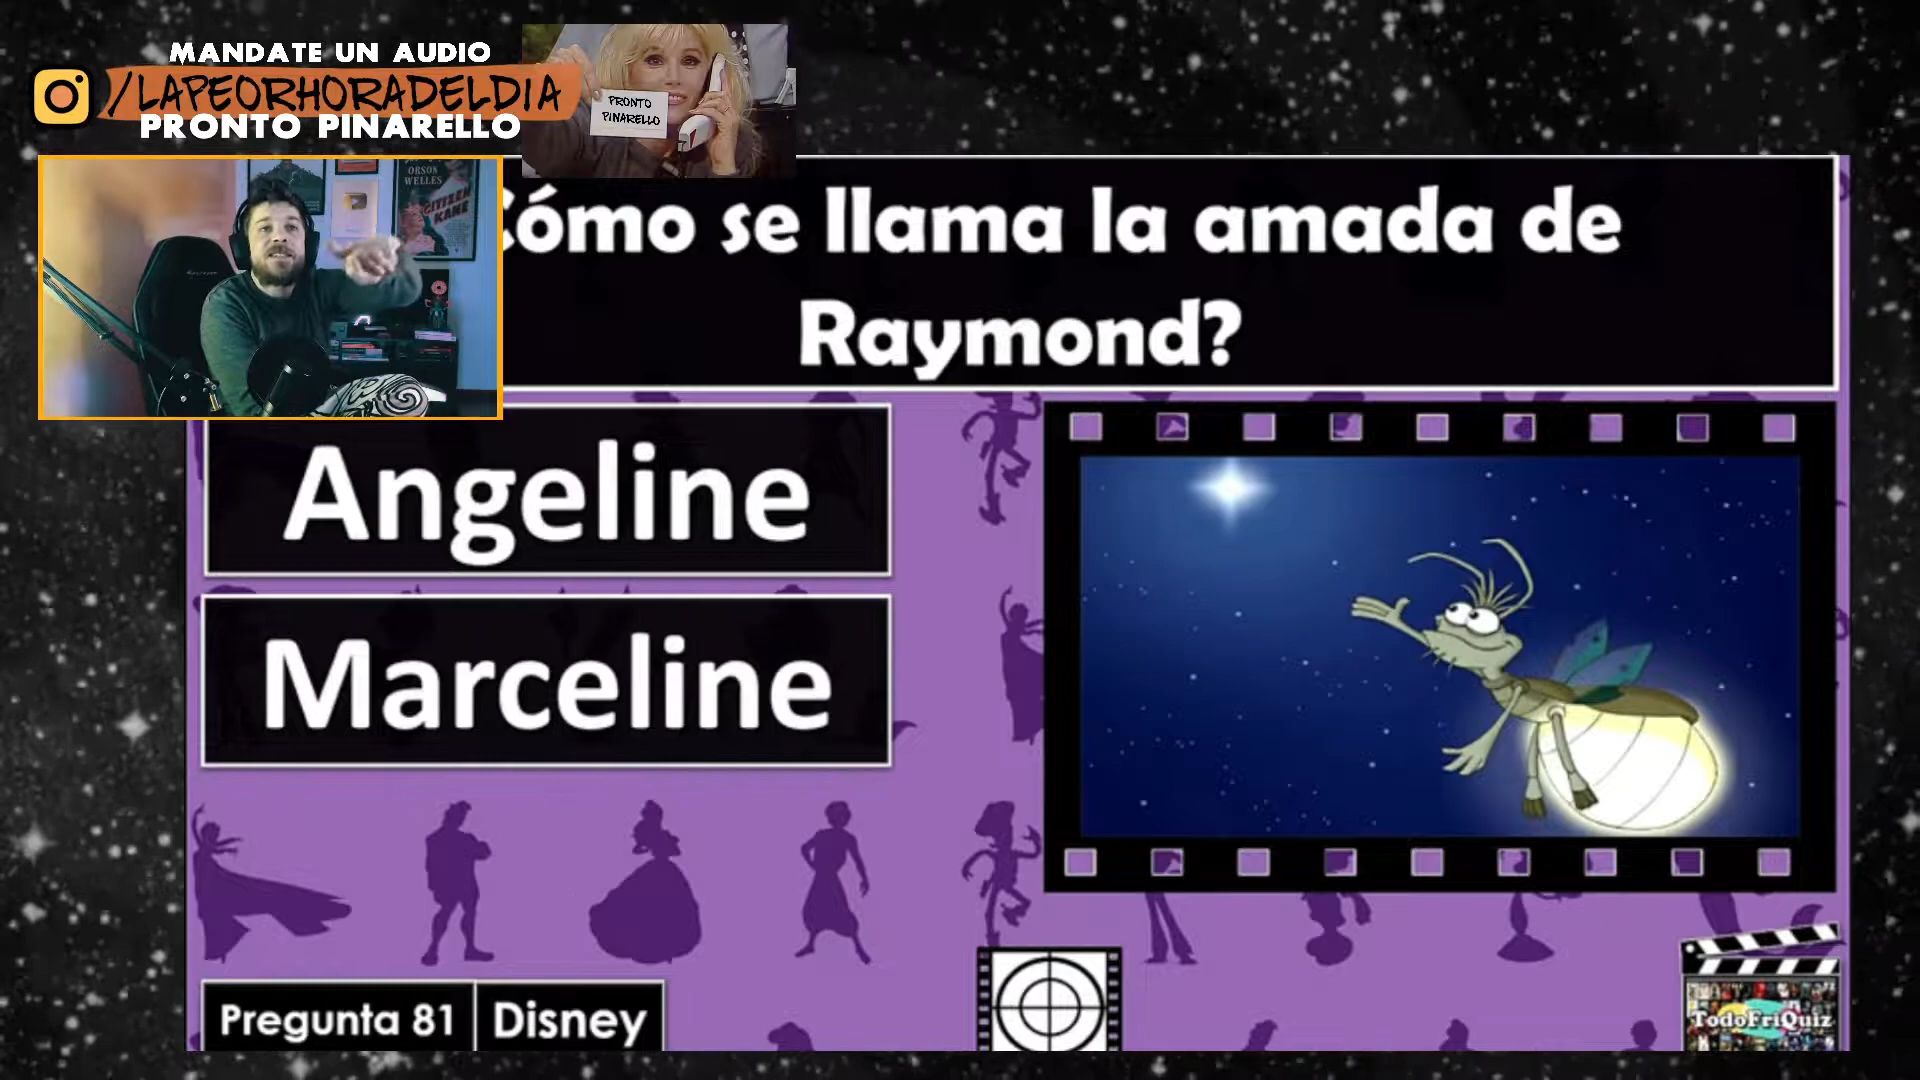 MANDATE UN AUDIO
/LAPEORHORADELDIA
PRONTO PINARELLO
PRONTO
PINARELLO
ORSON
WELLES
CITIZEN
KANE
Cómo se llama la amada de
Raymond?
Angeline
Marceline
Pregunta 81
Disney
TodoFriQuiz